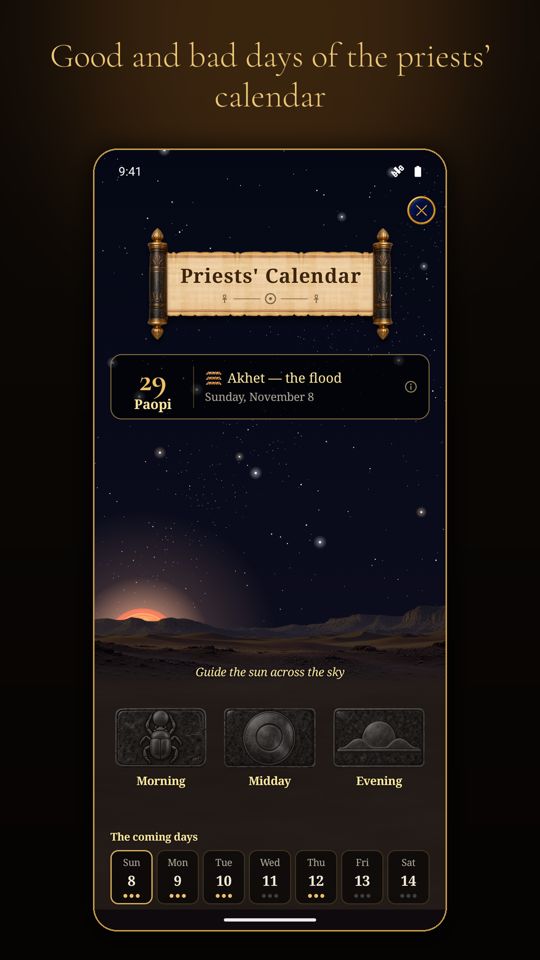 Good and bad days of the priests’
calendar
9:41
Priests' Calendar
29
Paopi
Akhet — the flood
Sunday, November 8
Guide the sun across the sky
Morning
Midday
Evening
The coming days
Sun
8
Mon
9
Tue
10
Wed
11
Thu
12
Fri
13
Sat
14